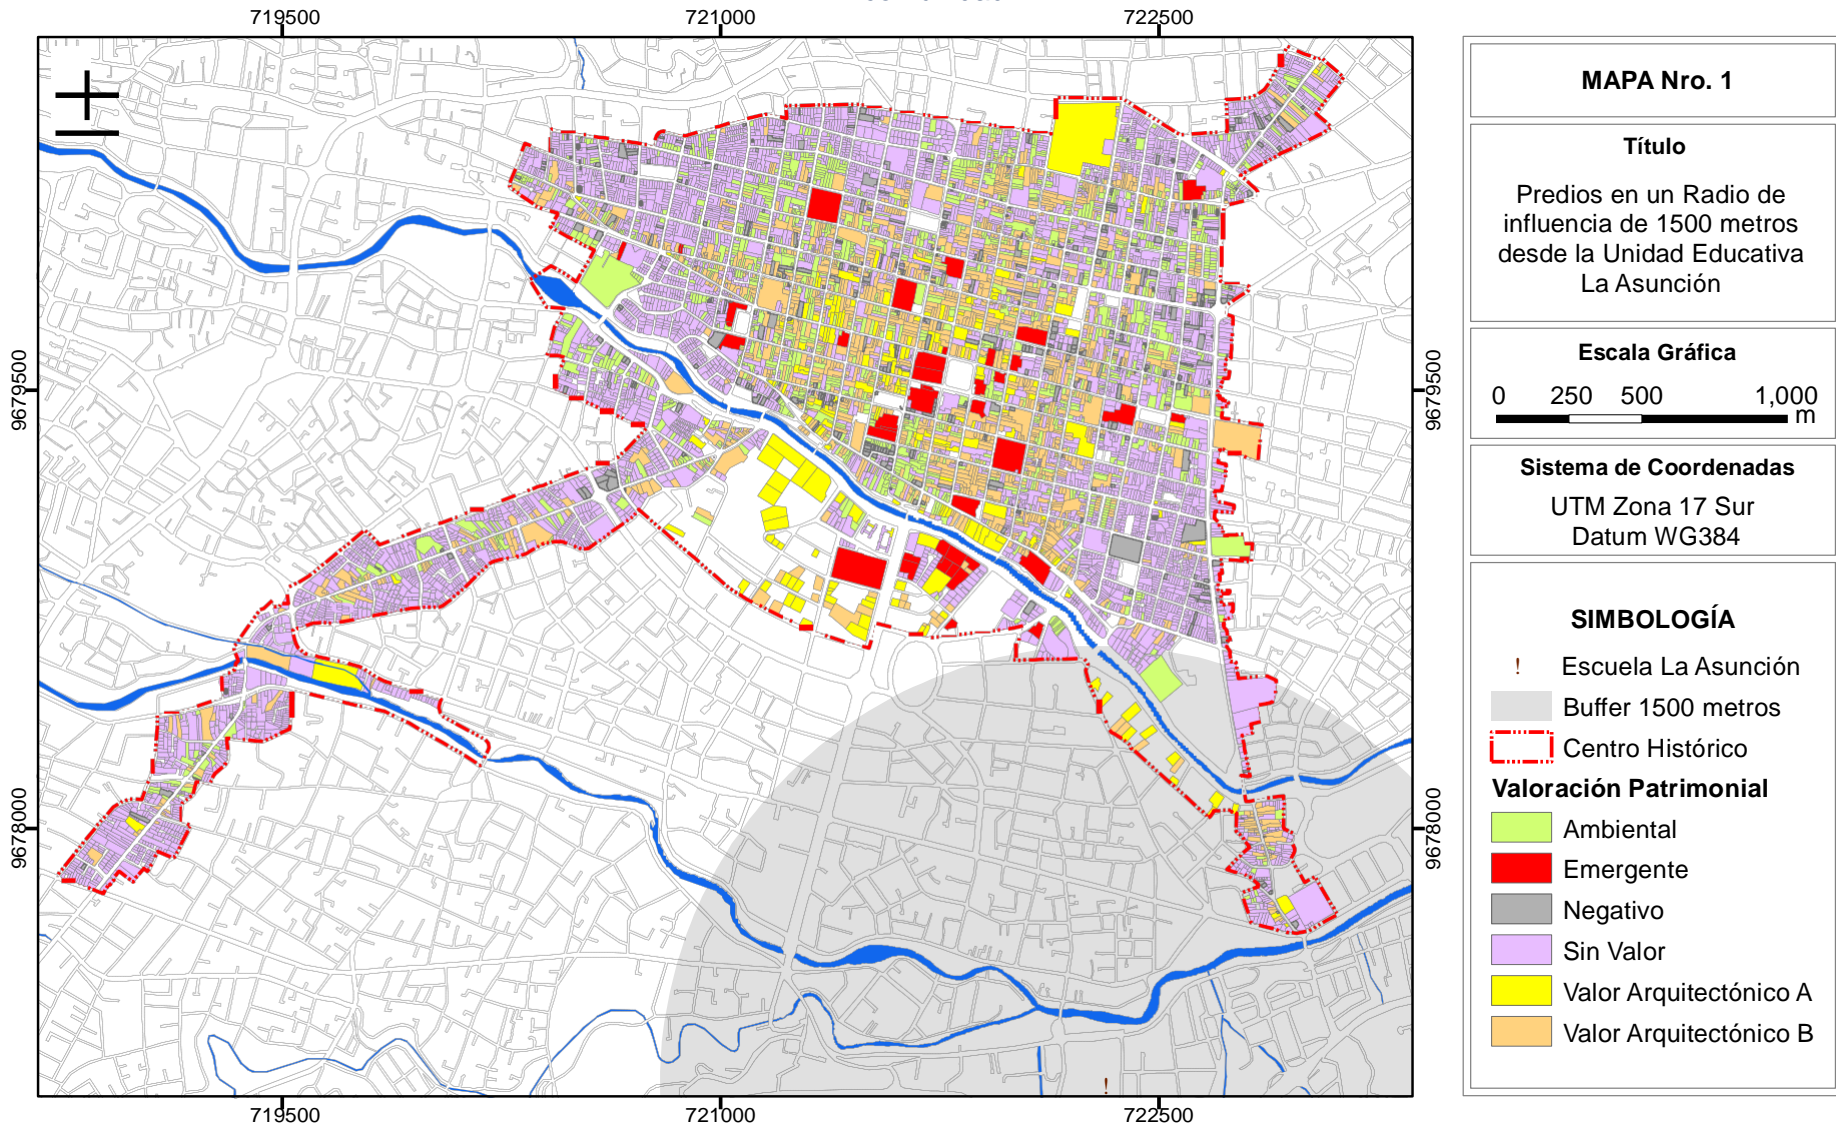 719500
721000
722500
9679500
9678000
9679500
9678000
719500
721000
722500
!
MAPA Nro. 1
Título
Predios en un Radio de
influencia de 1500 metros
desde la Unidad Educativa
La Asunción
Escala Gráfica
0 250 500 1,000
m
Sistema de Coordenadas
UTM Zona 17 Sur
Datum WG384
SIMBOLOGÍA
! Escuela La Asunción
Buffer 1500 metros
Centro Histórico
Valoración Patrimonial
Ambiental
Emergente
Negativo
Sin Valor
Valor Arquitectónico A
Valor Arquitectónico B